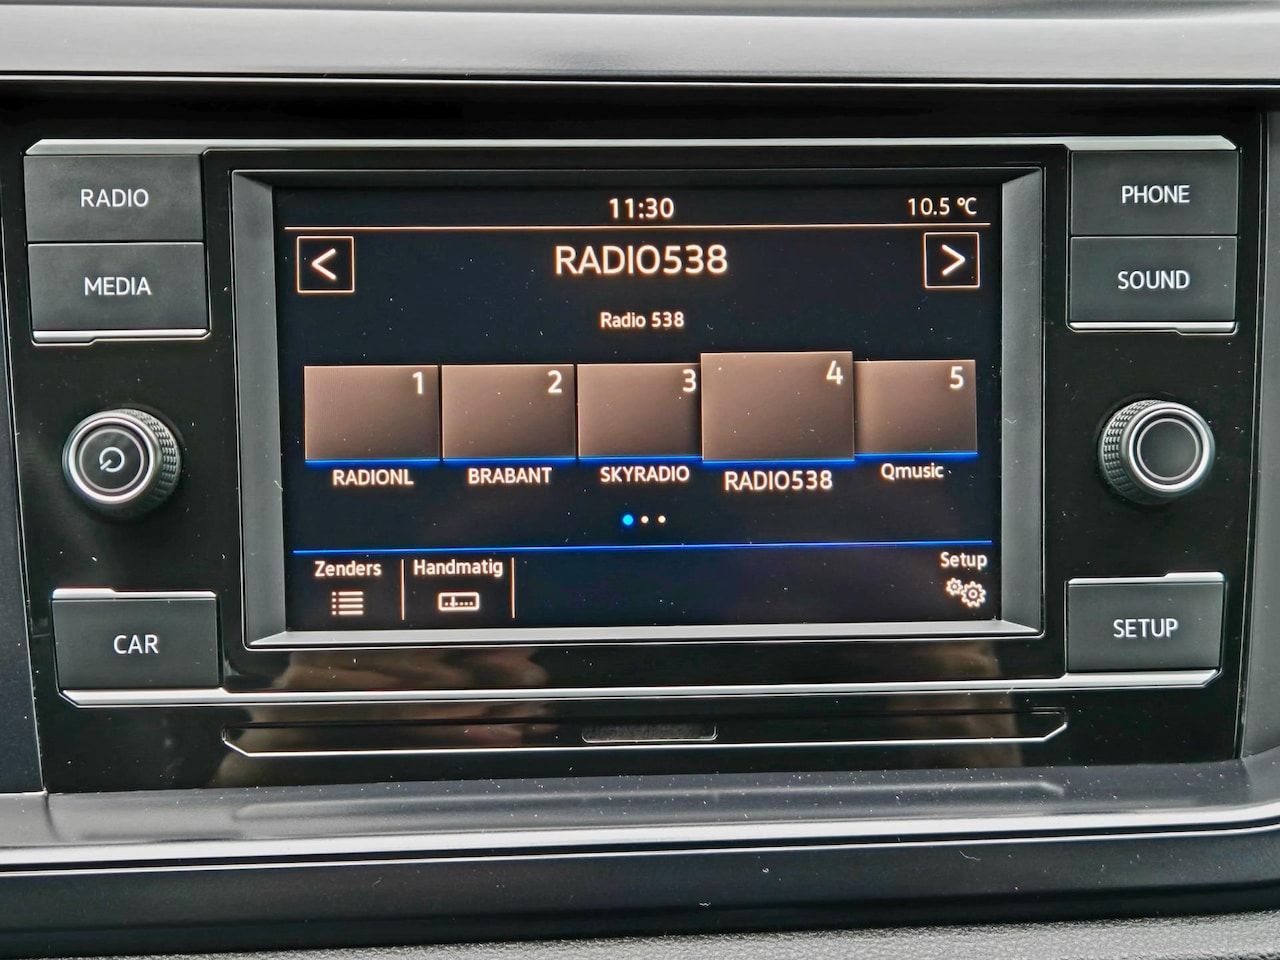 RADIO
MEDIA
CAR
11:30
10.5 °C
< RADIO538 >
Radio 538
1 2 3 4 5
RADIONL BRABANT SKYRADIO RADIO538 Qmusic
Zenders Handmatig Setup
PHONE
SOUND
SETUP